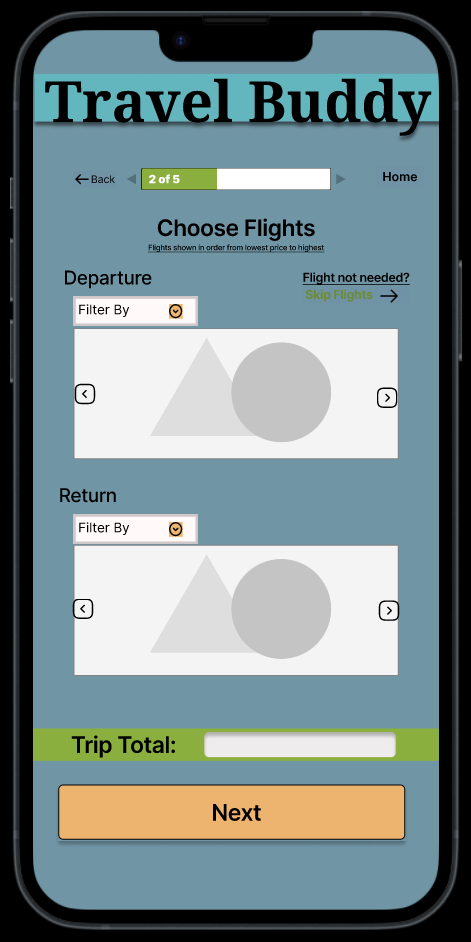 Travel Buddy
Back
2 of 5
Home
Choose Flights
Flights shown in order from lowest price to highest
Departure
Flight not needed?
Skip Flights
Filter By
Return
Filter By
Trip Total:
Next